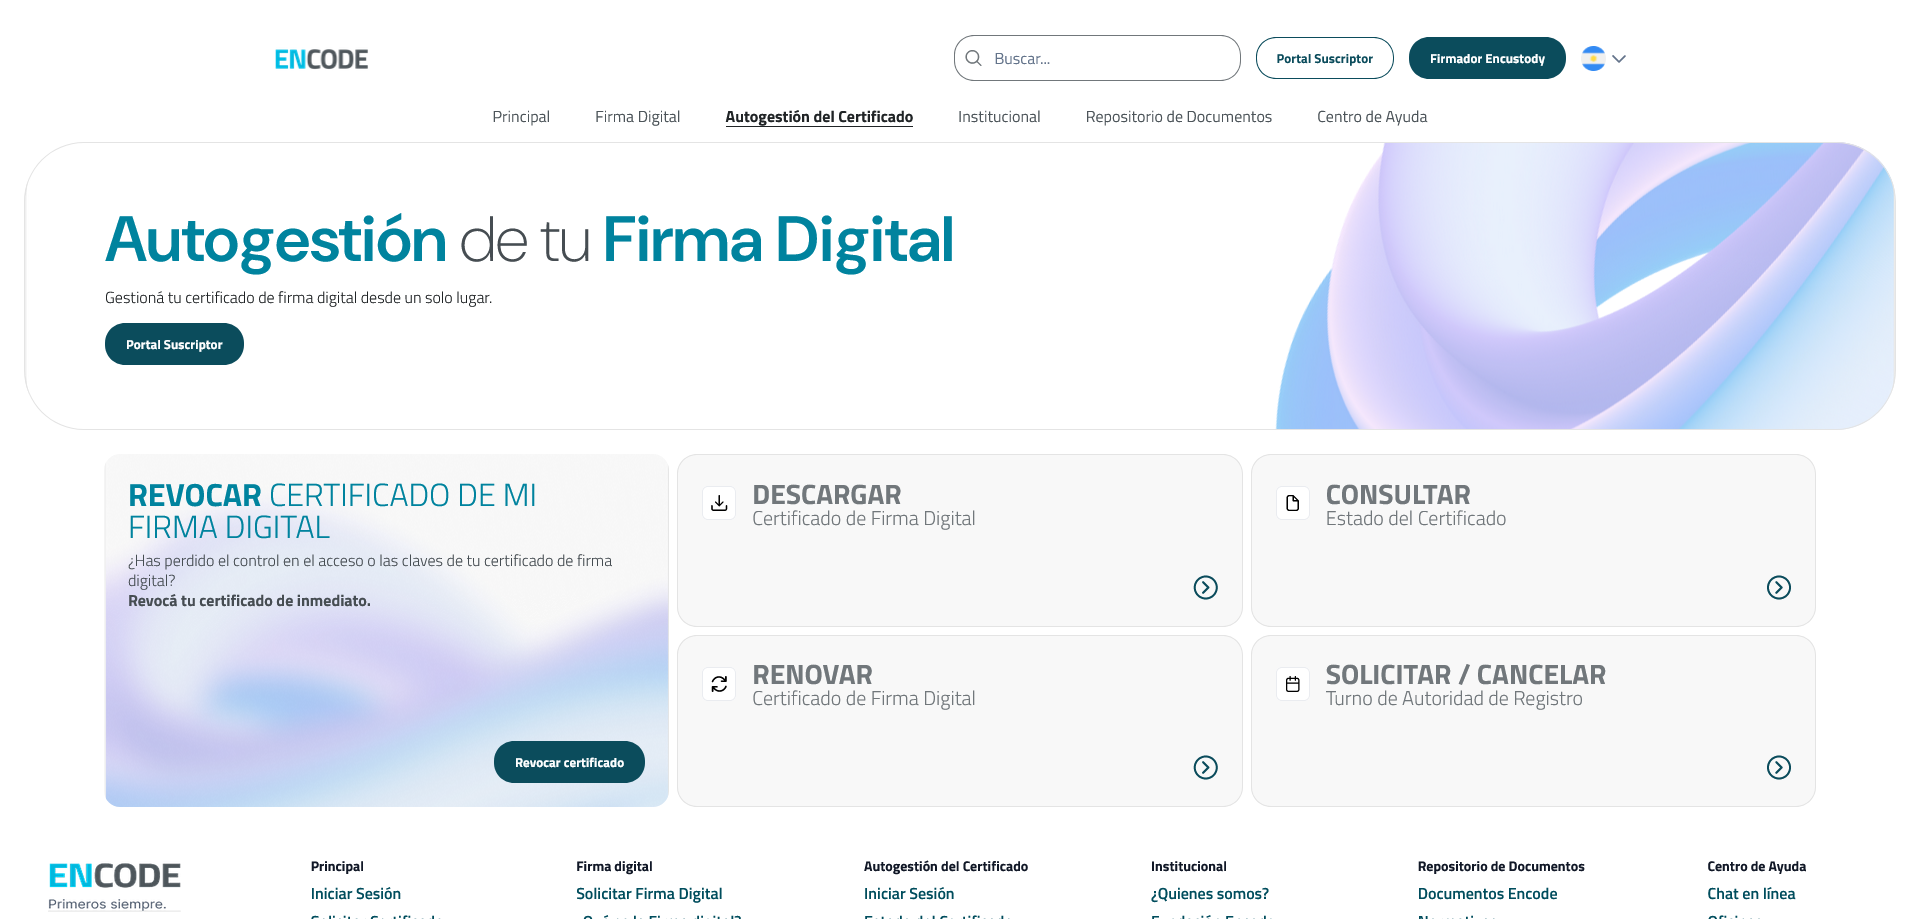 ENCODE
Buscar...
Portal Suscriptor
Firmador Encustody
Principal
Firma Digital
Autogestión del Certificado
Institucional
Repositorio de Documentos
Centro de Ayuda
Autogestión de tu Firma Digital
Gestioná tu certificado de firma digital desde un solo lugar.
Portal Suscriptor
REVOCAR CERTIFICADO DE MI
FIRMA DIGITAL
¿Has perdido el control en el acceso o las claves de tu certificado de firma
digital?
Revocá tu certificado de inmediato.
Revocar certificado
DESCARGAR
Certificado de Firma Digital
CONSULTAR
Estado del Certificado
RENOVAR
Certificado de Firma Digital
SOLICITAR / CANCELAR
Turno de Autoridad de Registro
ENCODE
Primeros siempre.
Principal
Iniciar Sesión
Firma digital
Solicitar Firma Digital
Autogestión del Certificado
Iniciar Sesión
Institucional
¿Quienes somos?
Repositorio de Documentos
Documentos Encode
Centro de Ayuda
Chat en línea